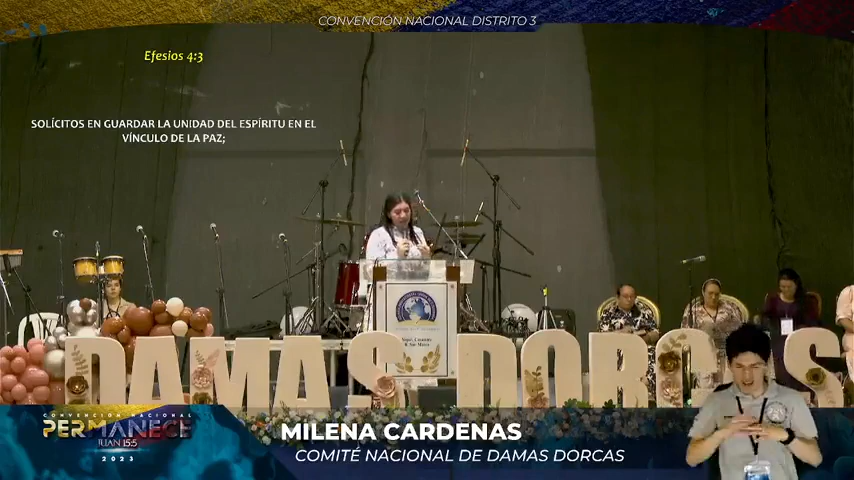 CONVENCIÓN NACIONAL DISTRITO 3
Efesios 4:3
SOLÍCITOS EN GUARDAR LA UNIDAD DEL ESPÍRITU EN EL
VÍNCULO DE LA PAZ;
DAMAS DORCAS
CONVENCIÓN NACIONAL
PERMANECE
JUAN 15:5
2023
MILENA CARDENAS
COMITÉ NACIONAL DE DAMAS DORCAS